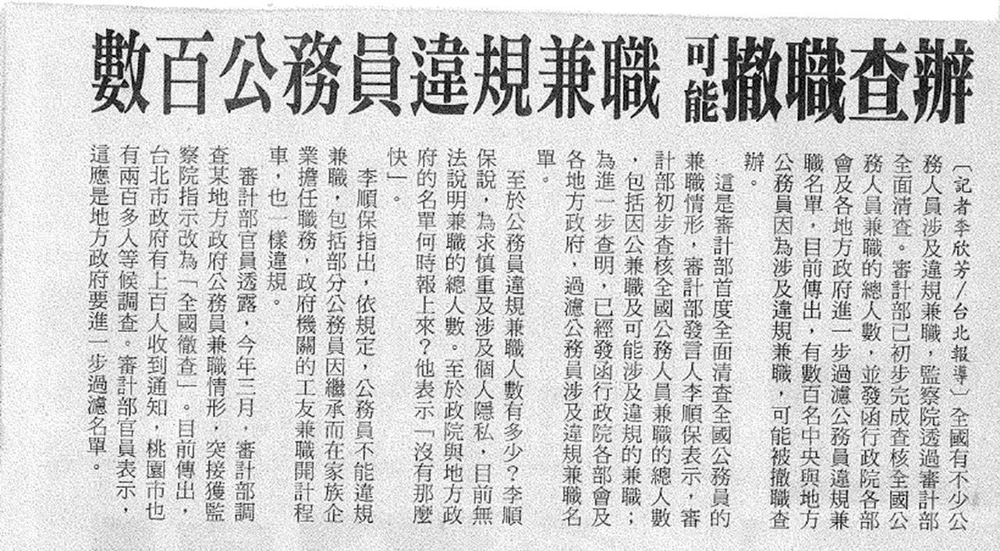 數百公務員違規兼職 可能撤職查辦
〔記者李欣芳/台北報導〕全國有不少公
務人員涉及違規兼職，監察院透過審計部
全面清查。審計部已初步完成查核全國公
務人員兼職的總人數，並發函行政院各部
會及各地方政府進一步過濾公務員違規兼
職名單，目前傳出，有數百名中央與地方
公務員因為涉及違規兼職，可能被撤職查
辦。
這是審計部首度全面清查全國公務員的
兼職情形，審計部發言人李順保表示，審
計部初步查核全國公務人員兼職的總人數
，包括因公兼職及可能涉及違規的兼職；
為進一步查明，已經發函行政院各部會及
各地方政府，過濾公務員涉及違規兼職名
單。
至於公務員違規兼職人數有多少？李順
保說，為求慎重及涉及個人隱私，目前無
法說明兼職的總人數。至於政院與地方政
府的名單何時報上來？他表示「沒有那麼
快」。
李順保指出，依規定，公務員不能違規
兼職，包括部分公務員因繼承而在家族企
業擔任職務，政府機關的工友兼職開計程
車，也一樣違規。
審計部官員透露，今年三月，審計部調
查某地方政府公務員兼職情形，突接獲監
察院指示改為「全國徹查」。目前傳出，
台北市政府有上百人收到通知，桃園市也
有兩百多人等候調查。審計部官員表示，
這應是地方政府要進一步過濾名單。